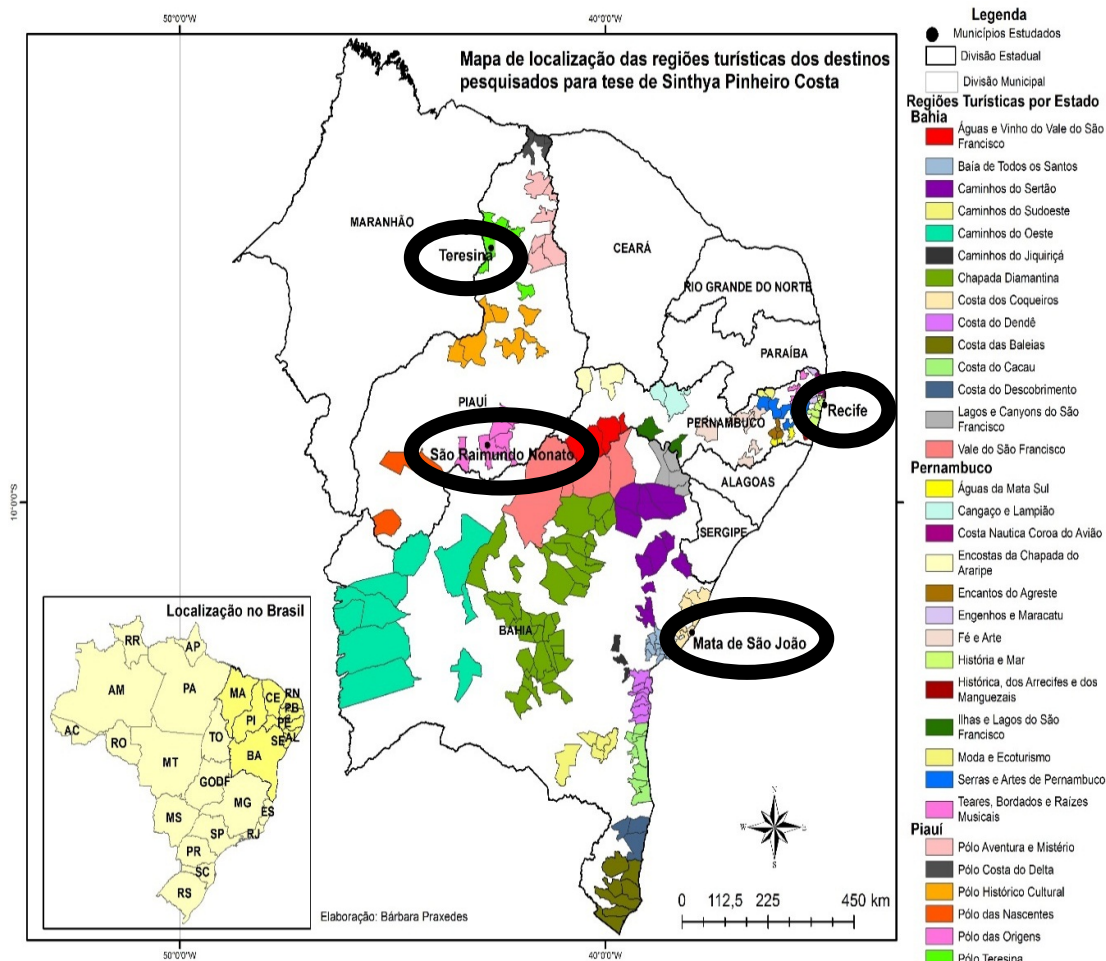 50°0'0"W
40°0'0"W
Mapa de localização das regiões turísticas dos destinos
pesquisados para tese de Sinthya Pinheiro Costa
MARANHÃO
Teresina
CEARÁ
RIO GRANDE DO NORTE
PARAÍBA
Recife
PIAUÍ
PERNAMBUCO
São Raimundo Nonato
ALAGOAS
10°0'0"S
SERGIPE
BAHIA
Mata de São João
Localização no Brasil
RR
AP
AM
PA
MA
CE
RN
PB
PI
PE
AC
TO
SE
AL
RO
BA
MT
GO
DF
MG
ES
MS
SP
RJ
PR
SC
RS
Elaboração: Bárbara Praxedes
N
W
S
0 112,5 225 450 km
50°0'0"W
40°0'0"W
Legenda
Municípios Estudados
Divisão Estadual
Divisão Municipal
Regiões Turísticas por Estado
Bahia
Águas e Vinho do Vale do São
Francisco
Baía de Todos os Santos
Caminhos do Sertão
Caminhos do Sudoeste
Caminhos do Oeste
Caminhos do Jiquiriçá
Chapada Diamantina
Costa dos Coqueiros
Costa do Dendê
Costa das Baleias
Costa do Cacau
Costa do Descobrimento
Lagos e Canyons do São
Francisco
Vale do São Francisco
Pernambuco
Águas da Mata Sul
Cangaço e Lampião
Costa Nautica Coroa do Avião
Encostas da Chapada do
Araripe
Encantos do Agreste
Engenhos e Maracatu
Fé e Arte
História e Mar
Histórica, dos Arrecifes e dos
Manguezais
Ilhas e Lagos do São
Francisco
Moda e Ecoturismo
Serras e Artes de Pernambuco
Teares, Bordados e Raízes
Musicais
Piauí
Pólo Aventura e Mistério
Pólo Costa do Delta
Pólo Histórico Cultural
Pólo das Nascentes
Pólo das Origens
Pólo Teresina